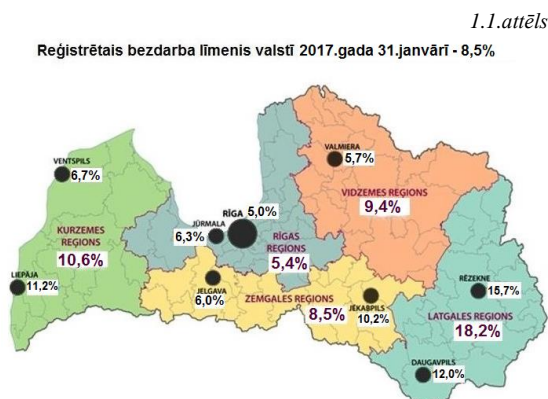 1.1.attēls
Reģistrētais bezdarba līmenis valstī 2017.gada 31.janvārī - 8,5%
VENTSPILS
6,7%
VALMIERA
5,7%
KURZEMES
REĢIONS
10,6%
RĪGA
5,0%
JŪRMALA
6,3%
VIDZEMES REĢIONS
9,4%
RĪGAS
REĢIONS
5,4%
LIEPĀJA
11,2%
JELGAVA
6,0%
ZEMGALES REĢIONS
8,5%
JĒKABPILS
10,2%
RĒZEKNE
15,7%
LATGALES REĢIONS
18,2%
DAUGAVPILS
12,0%